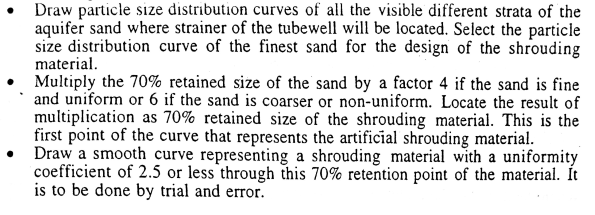 • Draw particle size distribution curves of all the visible different strata of the
aquifer sand where strainer of the tubewell will be located. Select the particle
size distribution curve of the finest sand for the design of the shrouding
material.
• Multiply the 70% retained size of the sand by a factor 4 if the sand is fine
and uniform or 6 if the sand is coarser or non-uniform. Locate the result of
multiplication as 70% retained size of the shrouding material. This is the
first point of the curve that represents the artificial shrouding material.
• Draw a smooth curve representing a shrouding material with a uniformity
coefficient of 2.5 or less through this 70% retention point of the material. It
is to be done by trial and error.